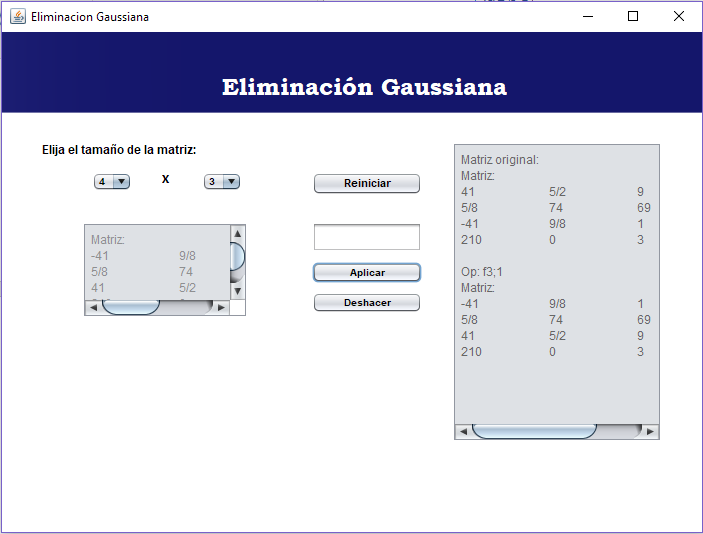 Eliminacion Gaussiana
Eliminación Gaussiana
Elija el tamaño de la matriz:
4 X 3
Reiniciar
Matriz:
-41 9/8
5/8 74
41 5/2
Aplicar
Deshacer
Matriz original:
Matriz:
41 5/2 9
5/8 74 69
-41 9/8 1
210 0 3
Op: f3;1
Matriz:
-41 9/8 1
5/8 74 69
41 5/2 9
210 0 3